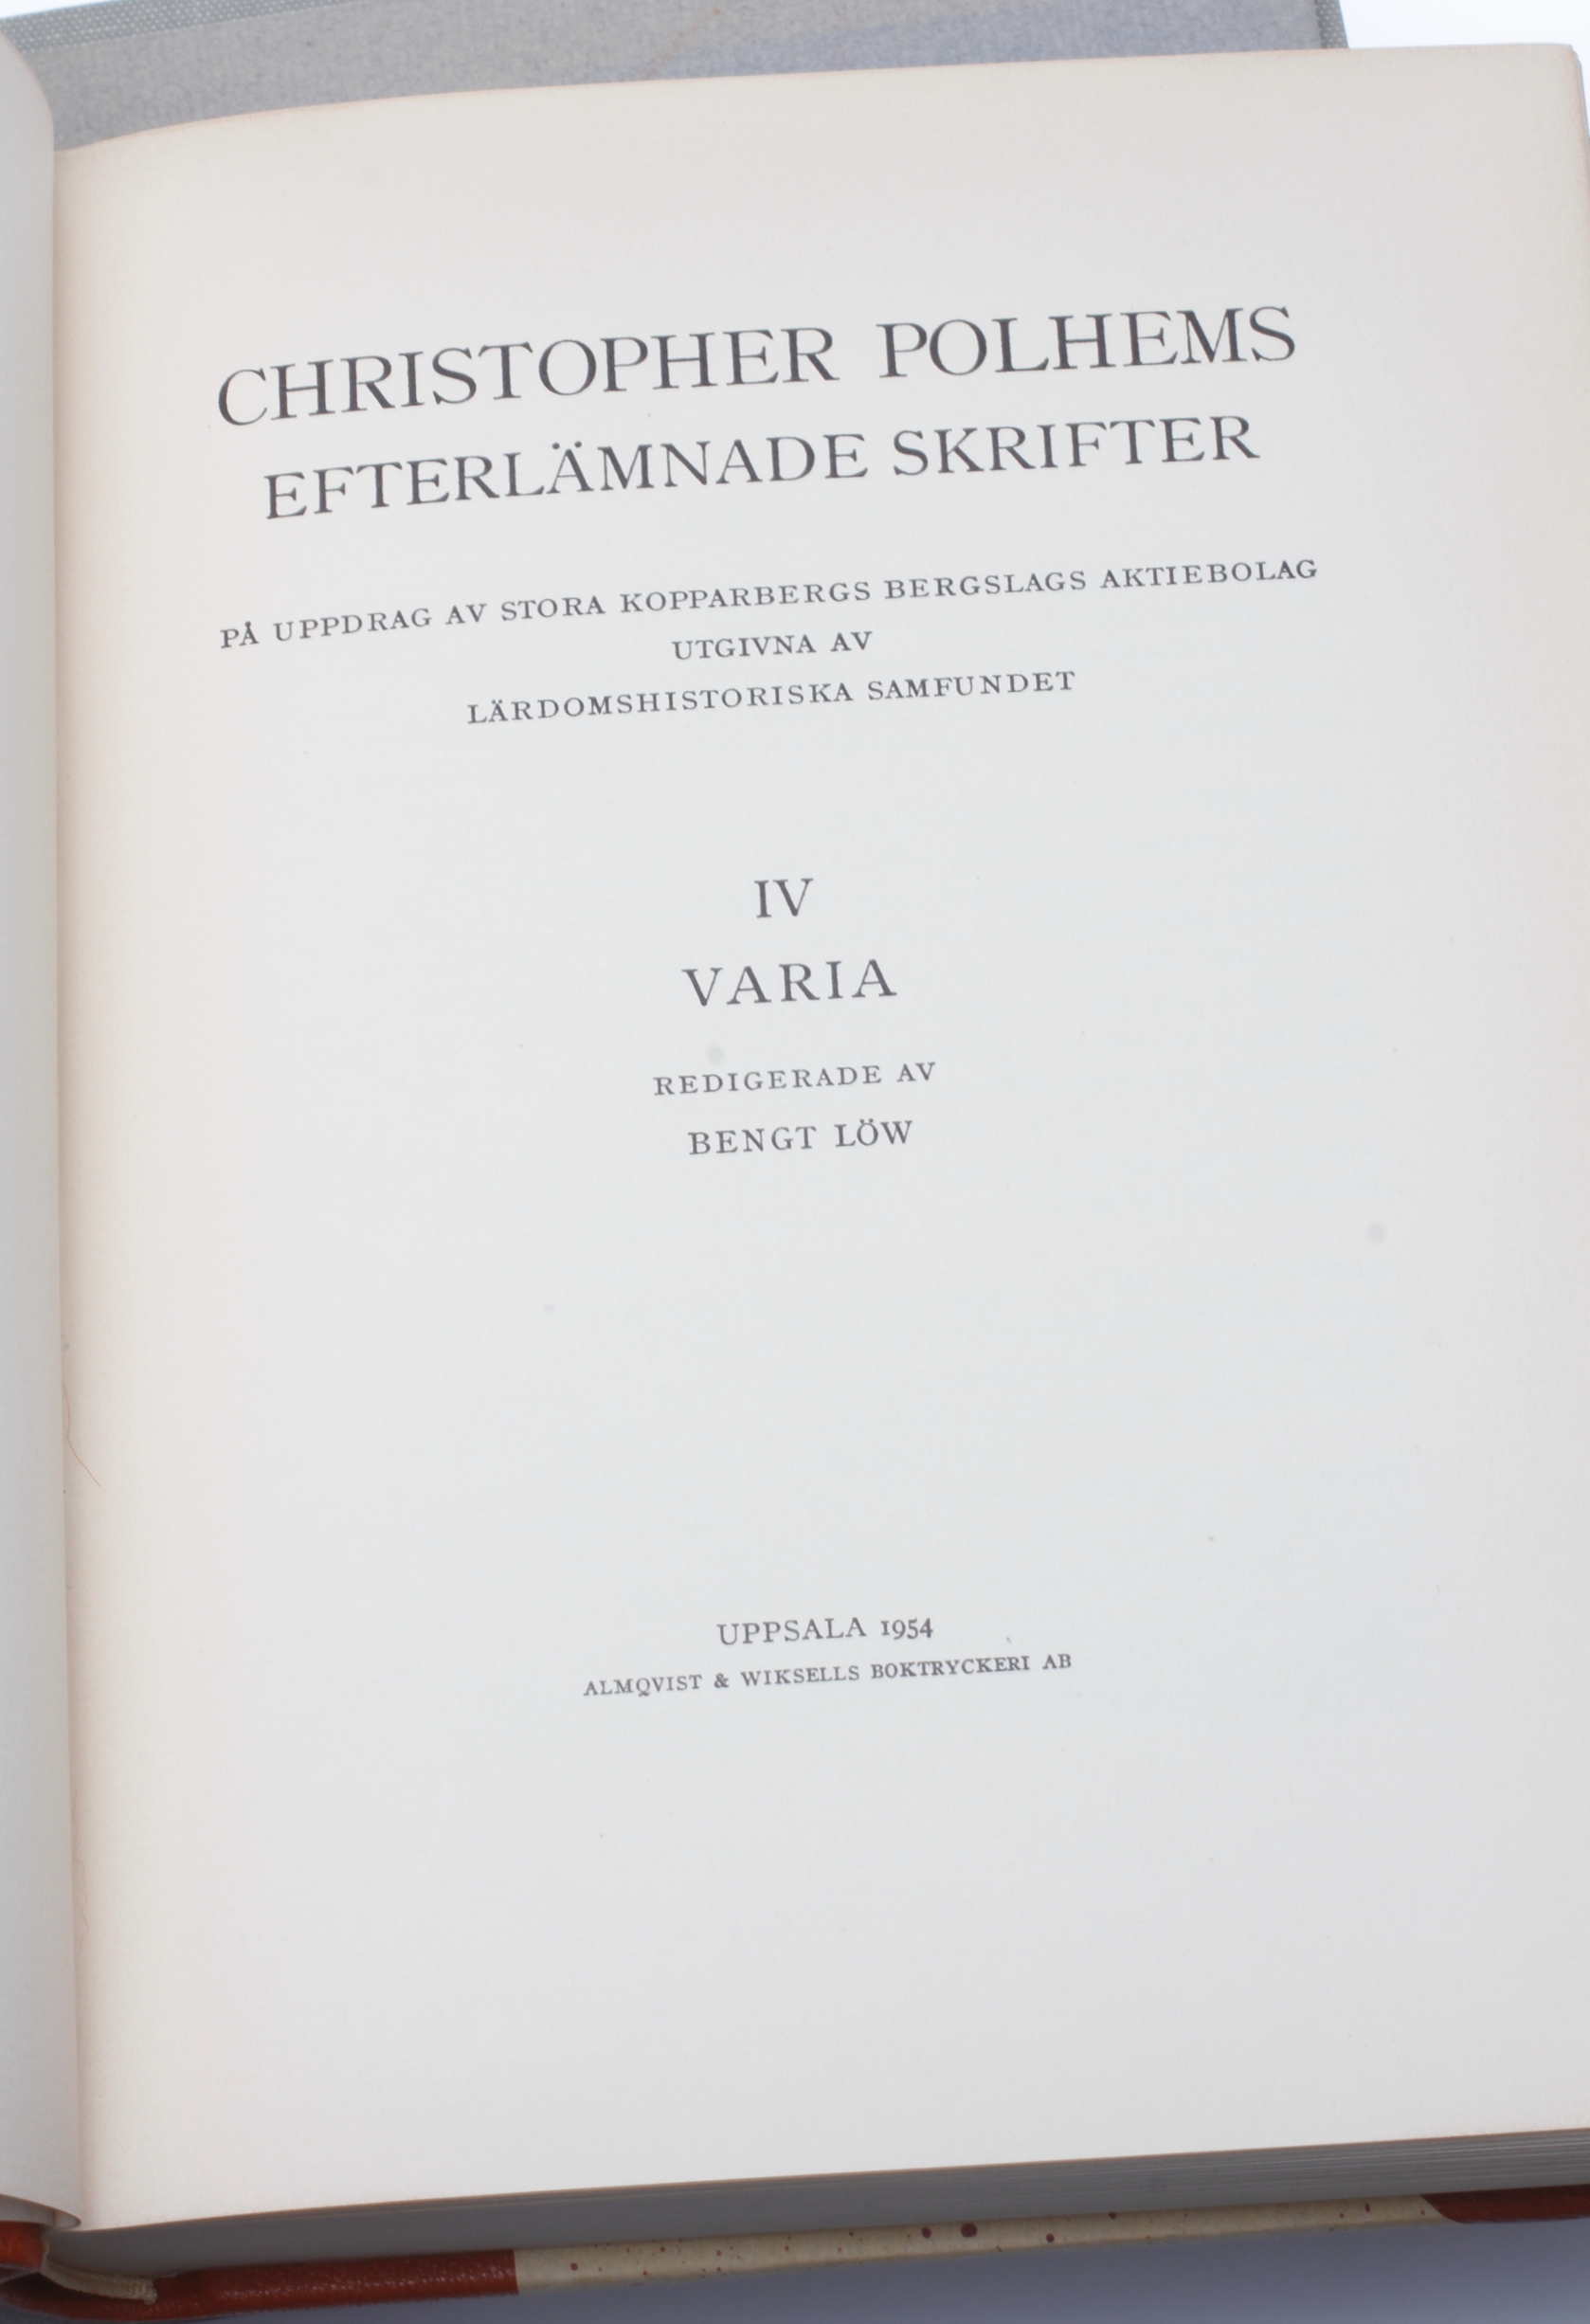 CHRISTOPHER POLHEMS
EFTERLÄMNADE SKRIFTER
PÅ UPPDRAG AV STORA KOPPARBERGS BERGSLAGS AKTIEBOLAG
UTGIVNA AV
LÄRDOMSHISTORISKA SAMFUNDET
IV
VARIA
REDIGERADE AV
BENGT LÖW
UPPSALA 1954
ALMQVIST & WIKSELLS BOKTRYCKERI AB